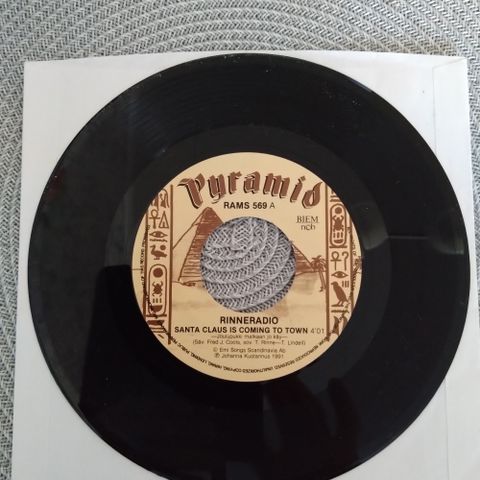 Pyramid
RAMS 569 A
BIEM
ncb
RINNERADIO
SANTA CLAUS IS COMING TO TOWN 4'01
(Säv. Fred J. Coots, sov. T. Rinne—T. Lindell)
© Emi Songs Scandinavia Ab
℗ Johanna Kustannus 1991